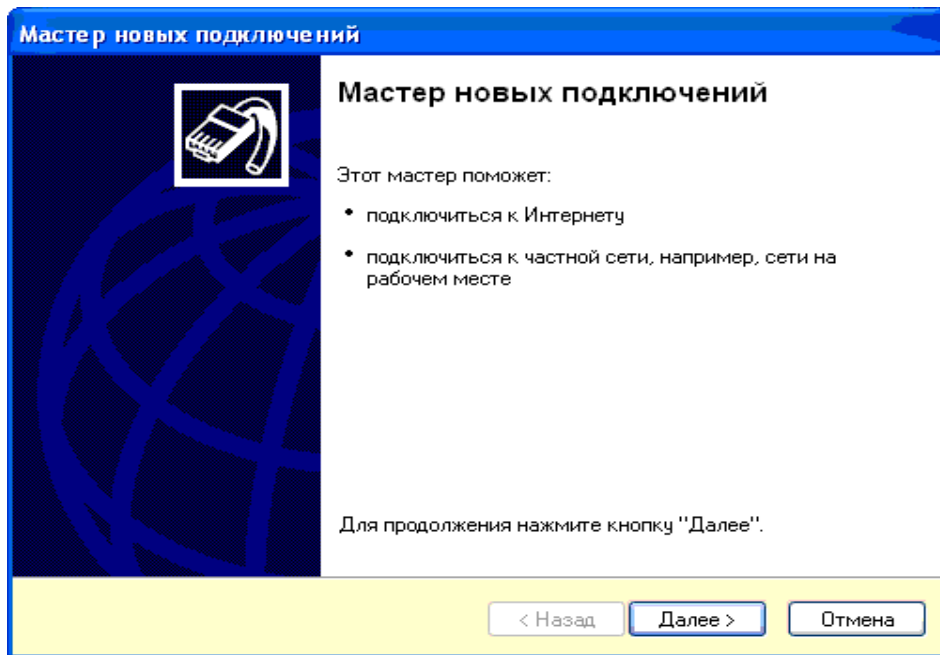 Мастер новых подключений
Мастер новых подключений
Этот мастер поможет:
• подключиться к Интернету
• подключиться к частной сети, например, сети на
рабочем месте
Для продолжения нажмите кнопку "Далее".
< Назад Далее > Отмена